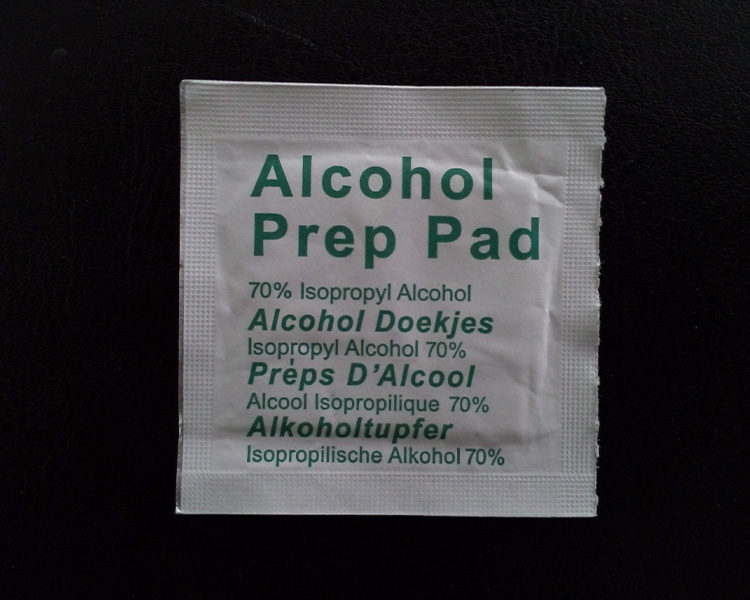 Alcohol
Prep Pad
70% Isopropyl Alcohol
Alcohol Doekjes
Isopropyl Alcohol 70%
Prèps D'Alcool
Alcool Isopropilique 70%
Alkoholtupfer
Isopropilische Alkohol 70%